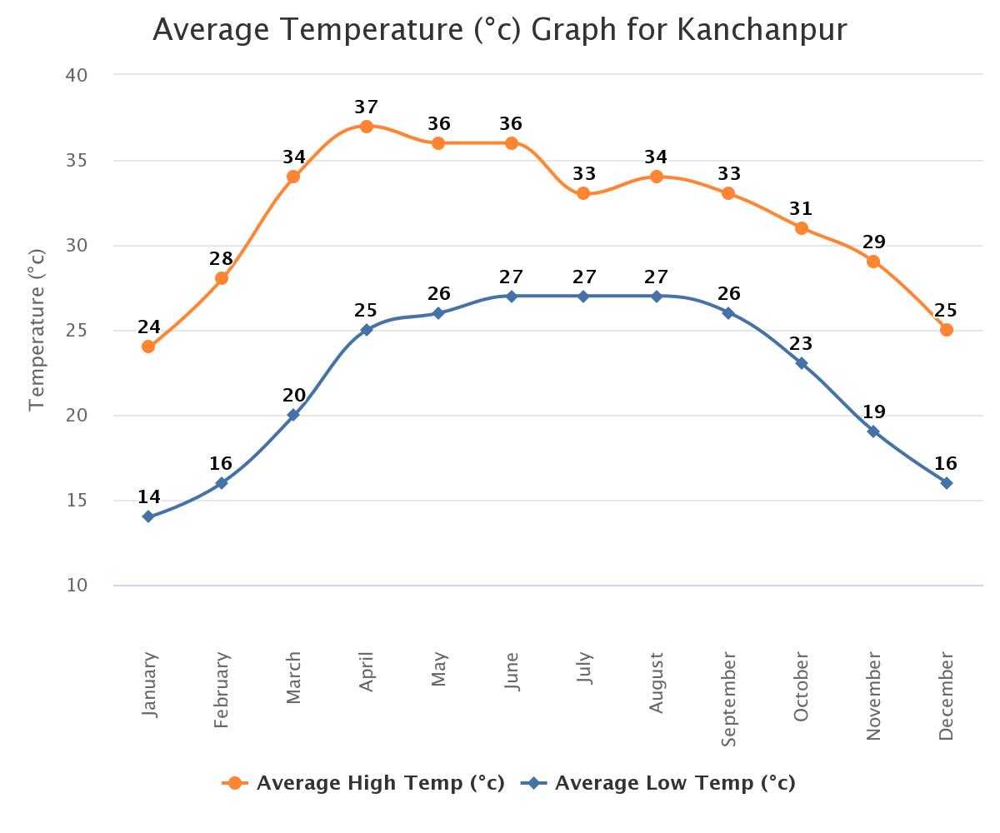 Average Temperature (°c) Graph for Kanchanpur
Temperature (°c)
40
35
30
25
20
15
10
24
28
34
37
36
36
33
34
33
31
29
25
14
16
20
25
26
27
27
27
26
23
19
16
January
February
March
April
May
June
July
August
September
October
November
December
Average High Temp (°c)
Average Low Temp (°c)